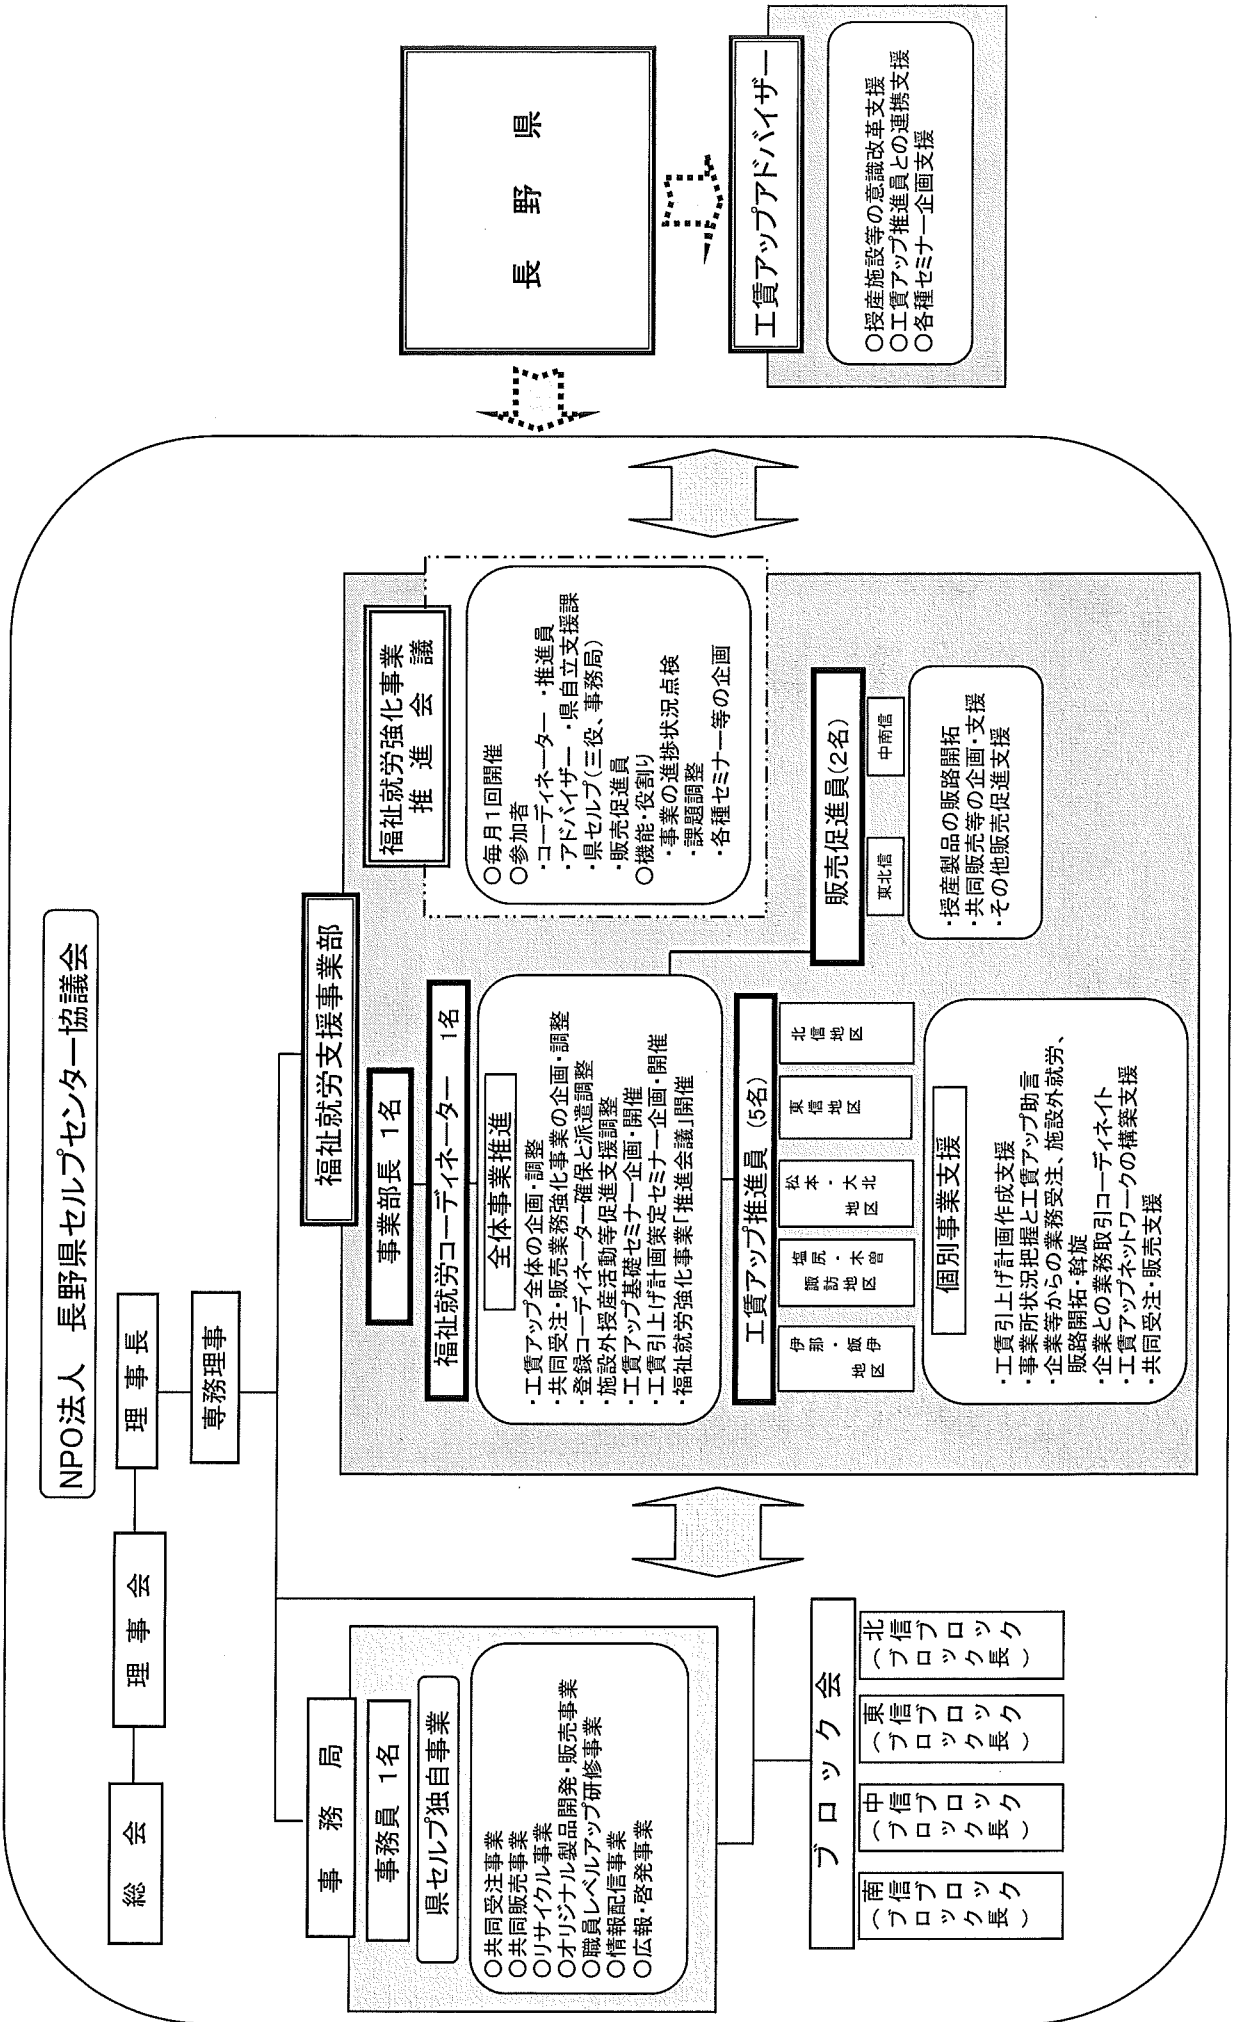 NPO法人 長野県セルプセンター協議会
総 会
理 事 会
理 事 長
専務理事
事 務 局
事務員 1名
県セルプ独自事業
○共同受注事業
○共同販売事業
○リサイクル事業
○オリジナル製品開発・販売事業
○職員レベルアップ研修事業
○情報配信事業
○広報・啓発事業
ブ ロ ッ ク 会
南信ブロック
(ブロック長)
中信ブロック
(ブロック長)
東信ブロック
(ブロック長)
北信ブロック
(ブロック長)
福祉就労支援事業部
事業部長 1名
福祉就労コーディネーター 1名
全体事業推進
・工賃アップ全体の企画・調整
・共同受注・販売業務強化事業の企画・調整
・登録コーディネーター確保と派遣調整
・施設外授産活動等促進支援調整
・工賃アップ基礎セミナー企画・開催
・工賃引上げ計画策定セミナー企画・開催
・福祉就労強化事業「推進会議」開催
工賃アップ推進員 (5名)
伊那・飯伊
地区
塩尻・木曽
諏訪地区
松本・大北
地区
東信
地区
北信
地区
個別事業支援
・工賃引上げ計画作成支援
・事業所状況把握と工賃アップ助言
・企業等からの業務受注、施設外就労、
販路開拓・斡旋
・企業との業務取引コーディネイト
・工賃アップネットワークの構築支援
・共同受注・販売支援
福祉就労強化事業
推 進 会 議
○毎月1回開催
○参加者
・コーディネーター ・推進員
・アドバイザー ・県自立支援課
・県セルプ(三役、事務局)
・販売促進員
○機能・役割り
・事業の進捗状況点検
・課題調整
・各種セミナー等の企画
販売促進員(2名)
東北信
中南信
・授産製品の販路開拓
・共同販売等の企画・支援
・その他販売促進支援
長 野 県
工賃アップアドバイザー
○授産施設等の意識改革支援
○工賃アップ推進員との連携支援
○各種セミナー企画支援